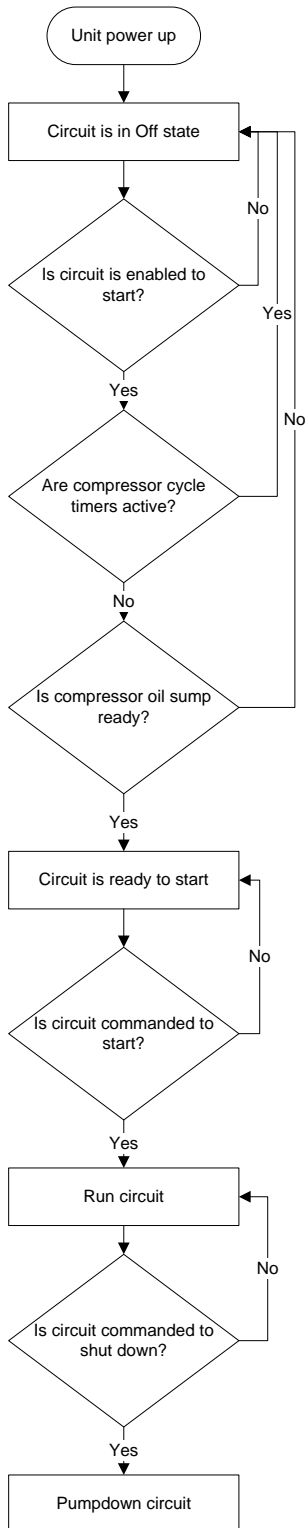 Unit power up
Circuit is in Off state
No
Is circuit is enabled to
start?
Yes
Yes
Are compressor cycle
timers active?
No
No
Is compressor oil sump
ready?
Yes
Circuit is ready to start
No
Is circuit commanded to
start?
Yes
Run circuit
No
Is circuit commanded to
shut down?
Yes
Pumpdown circuit